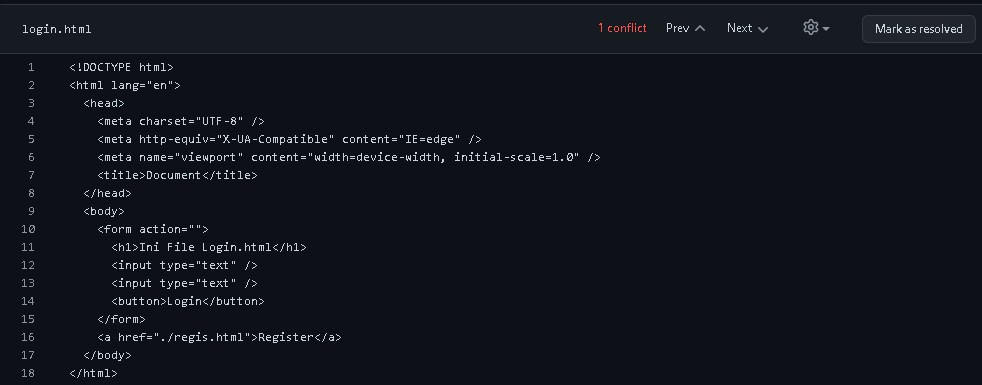 login.html 1 conflict Prev Next Mark as resolved
1 <!DOCTYPE html>
2 <html lang="en">
3 <head>
4 <meta charset="UTF-8" />
5 <meta http-equiv="X-UA-Compatible" content="IE=edge" />
6 <meta name="viewport" content="width=device-width, initial-scale=1.0" />
7 <title>Document</title>
8 </head>
9 <body>
10 <form action="">
11 <h1>Ini File Login.html</h1>
12 <input type="text" />
13 <input type="text" />
14 <button>Login</button>
15 </form>
16 <a href="./regis.html">Register</a>
17 </body>
18 </html>